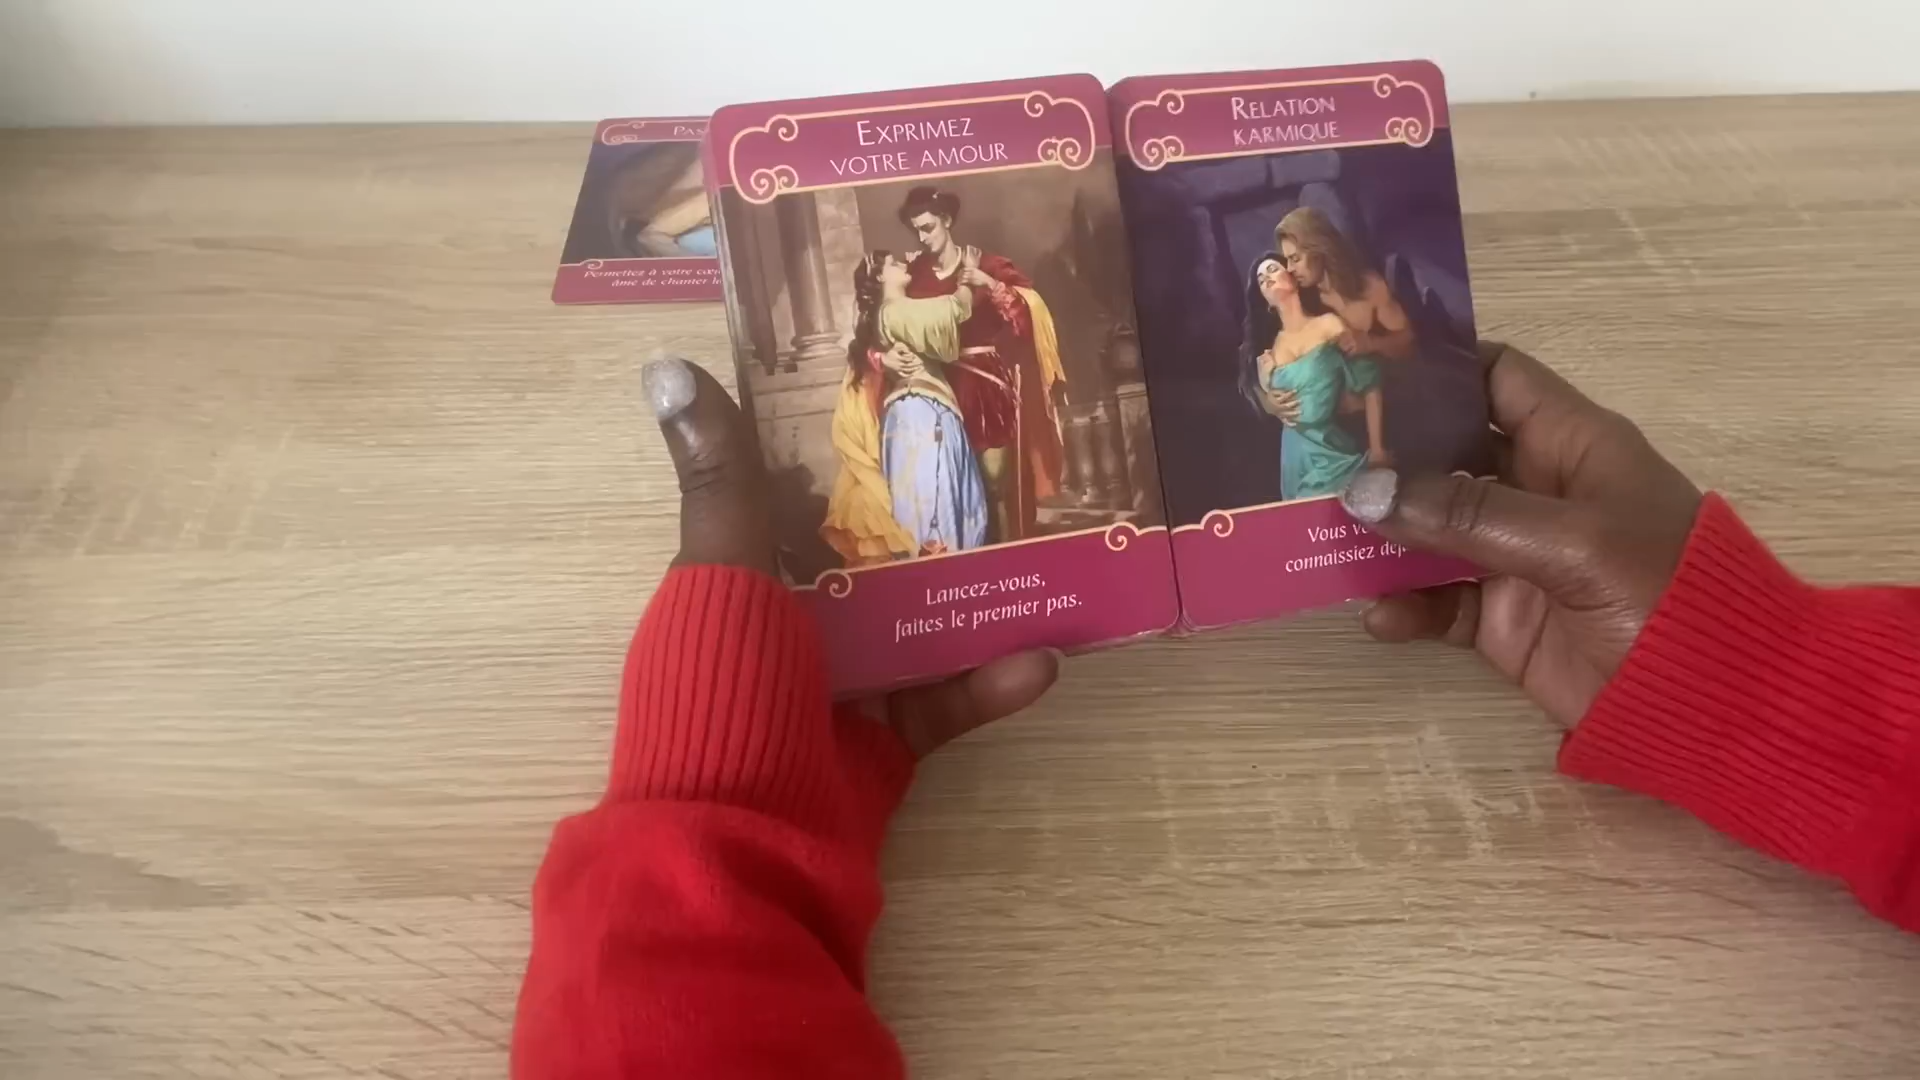 EXPRIMEZ
VOTRE AMOUR
Lancez-vous,
faites le premier pas.
RELATION
KARMIQUE
Vous
connaissiez
Permettez à votre
âme de chanter